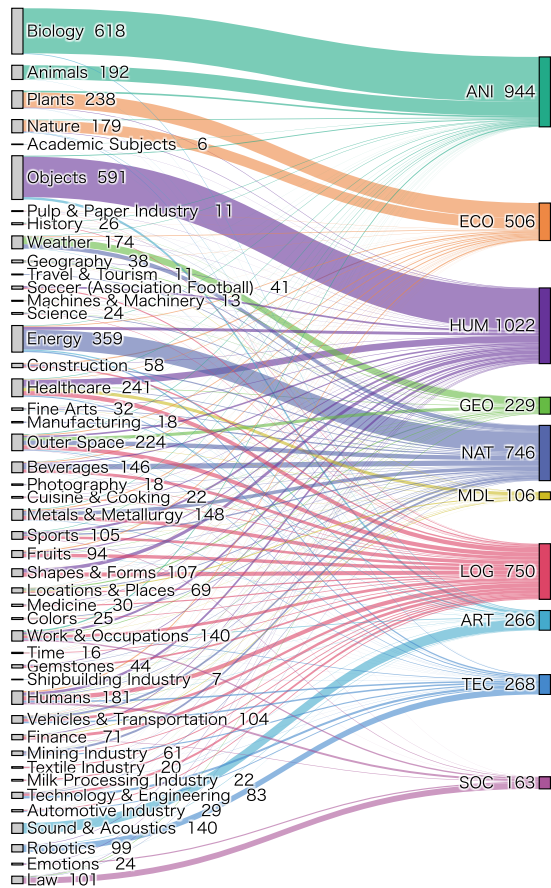 Biology 618
Animals 192
Plants 238
Nature 179
Academic Subjects 6
Objects 591
Pulp & Paper Industry 11
History 26
Weather 174
Geography 38
Travel & Tourism 11
Soccer (Association Football) 41
Machines & Machinery 13
Science 24
Energy 359
Construction 58
Healthcare 241
Fine Arts 32
Manufacturing 18
Outer Space 224
Beverages 146
Photography 18
Cuisine & Cooking 22
Metals & Metallurgy 148
Sports 105
Fruits 94
Shapes & Forms 107
Locations & Places 69
Medicine 30
Colors 25
Work & Occupations 140
Time 16
Gemstones 44
Shipbuilding Industry 7
Humans 181
Vehicles & Transportation 104
Finance 71
Mining Industry 61
Textile Industry 20
Milk Processing Industry 22
Technology & Engineering 83
Automotive Industry 29
Sound & Acoustics 140
Robotics 99
Emotions 24
Law 101
ANI 944
ECO 506
HUM 1022
GEO 229
NAT 746
MDL 106
LOG 750
ART 266
TEC 268
SOC 163